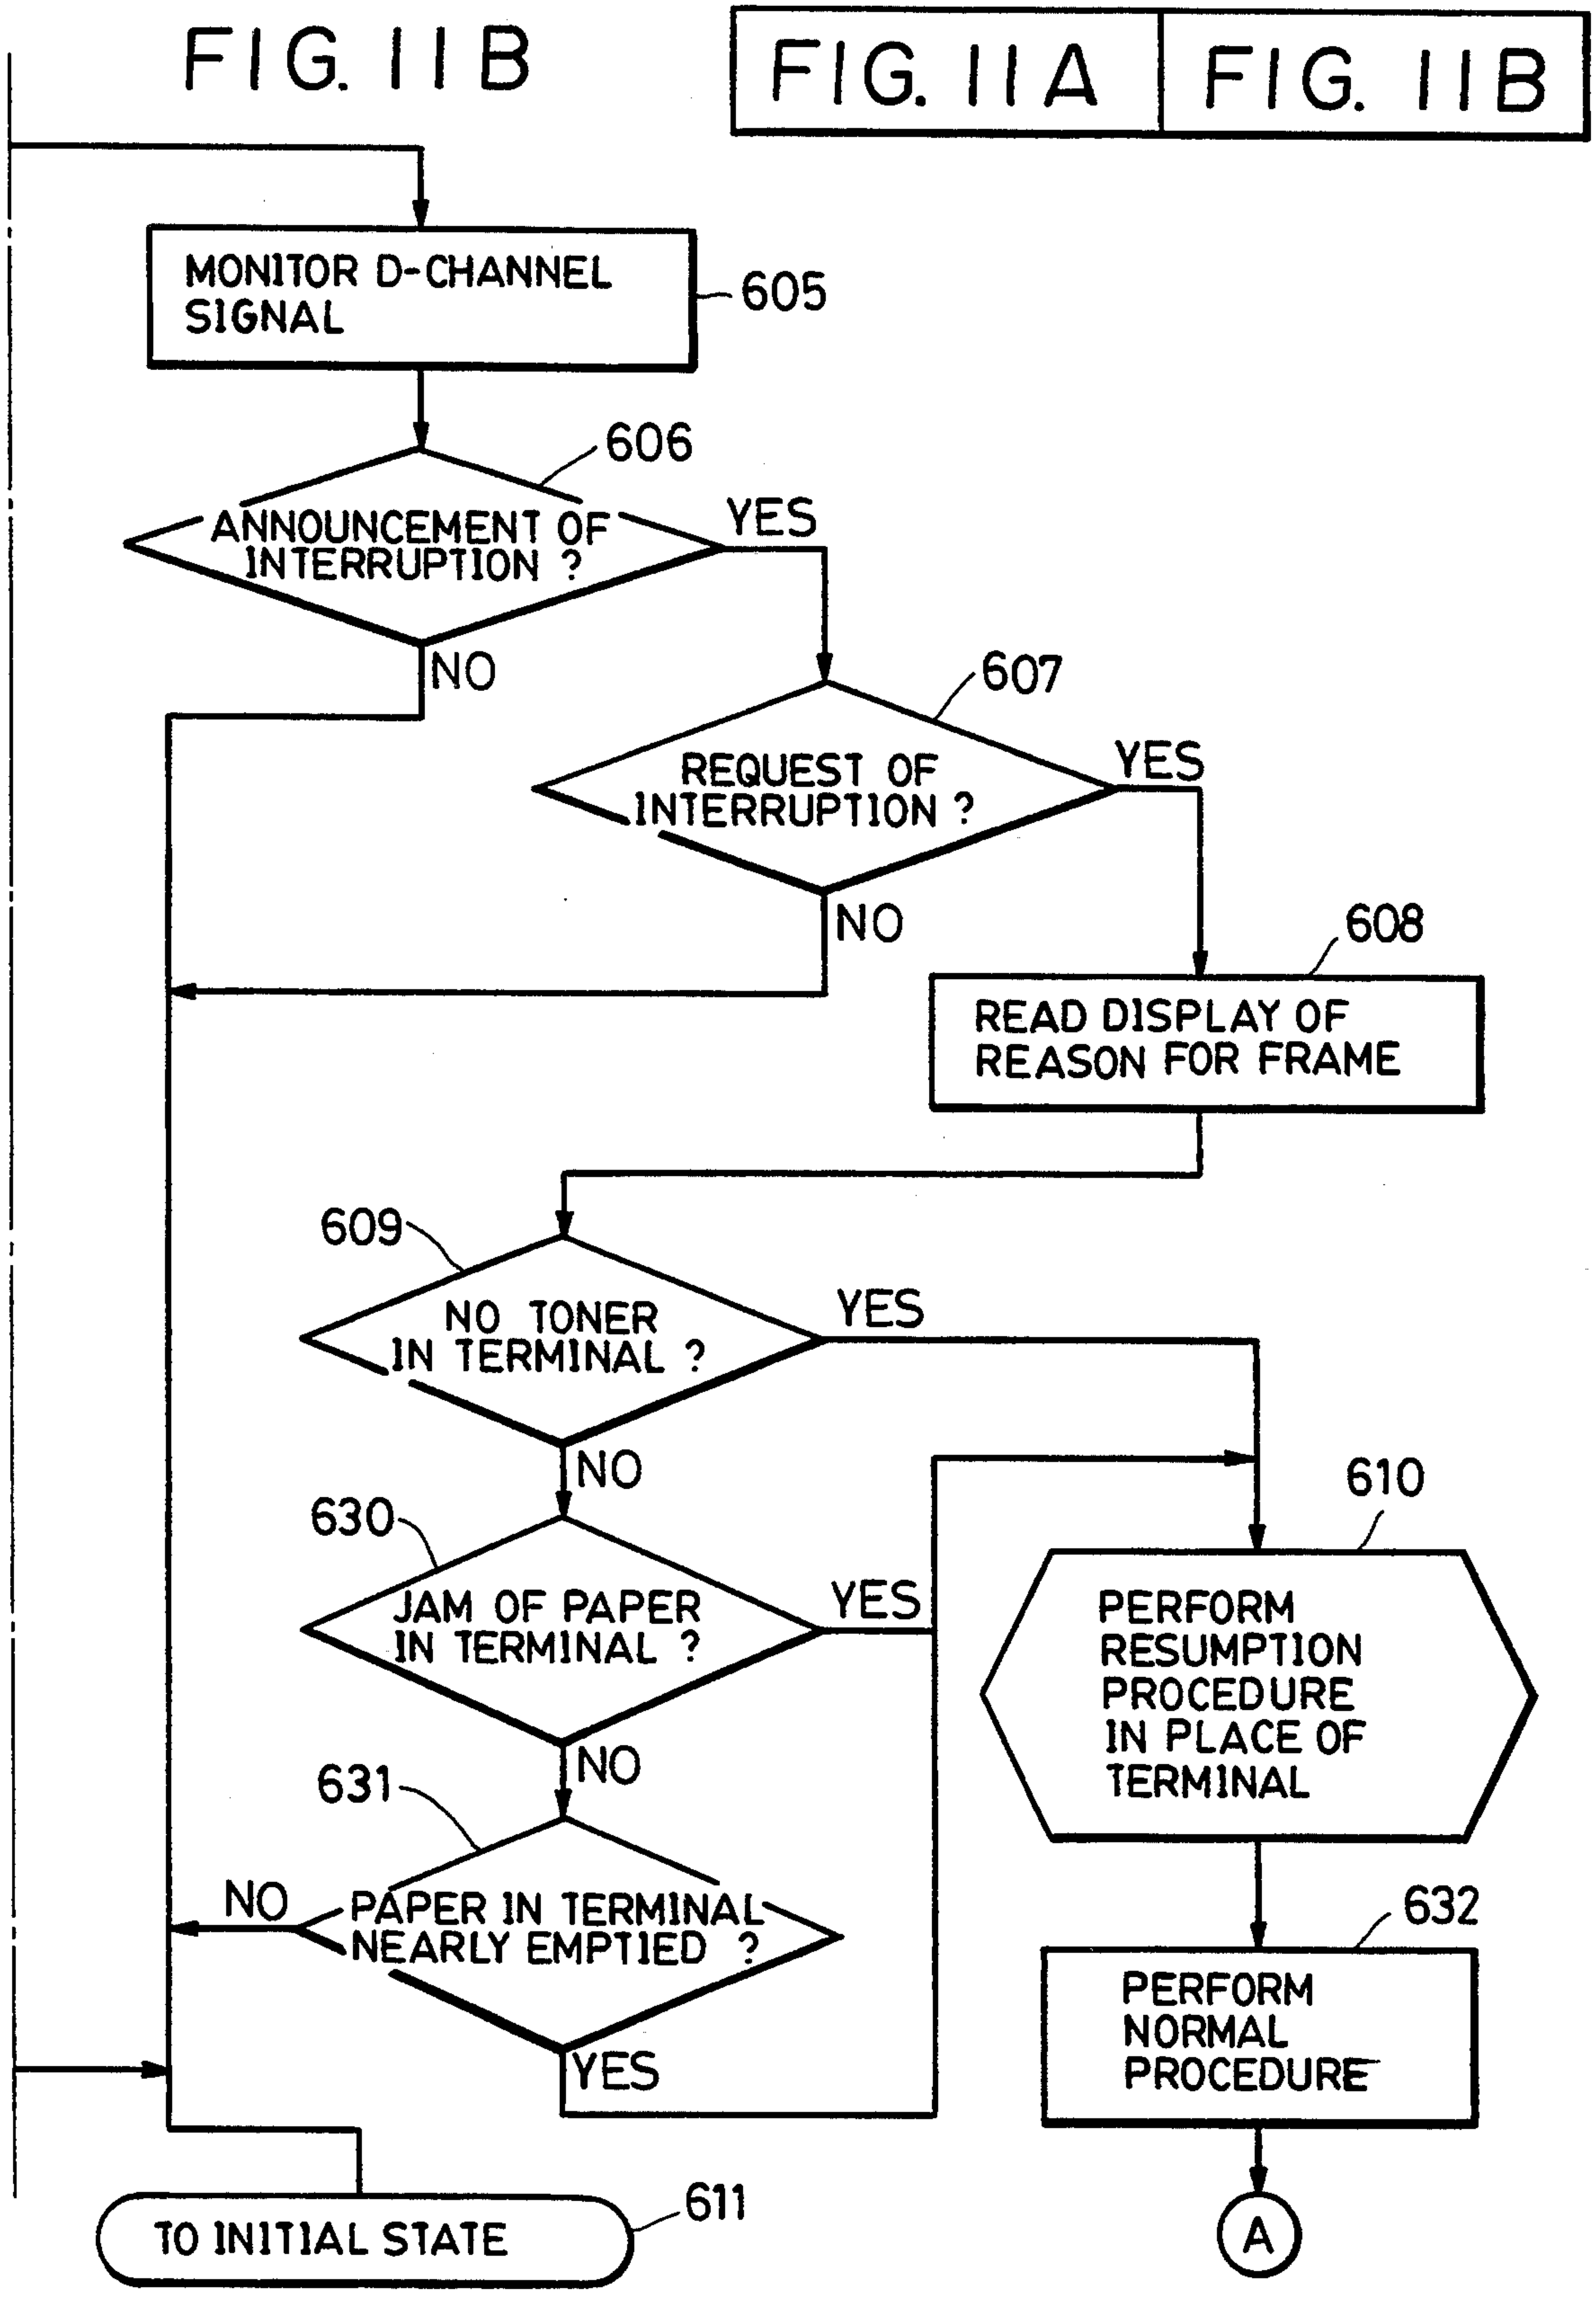 FIG. 11B
FIG. 11A
FIG. 11B
MONITOR D-CHANNEL
SIGNAL
605
606
ANNOUNCEMENT OF
INTERRUPTION ?
YES
NO
607
REQUEST OF
INTERRUPTION ?
YES
NO
608
READ DISPLAY OF
REASON FOR FRAME
609
NO TONER
IN TERMINAL ?
YES
NO
610
630
JAM OF PAPER
IN TERMINAL ?
YES
PERFORM
RESUMPTION
PROCEDURE
IN PLACE OF
TERMINAL
NO
631
NO
PAPER IN TERMINAL
NEARLY EMPTIED ?
YES
632
PERFORM
NORMAL
PROCEDURE
611
TO INITIAL STATE
A